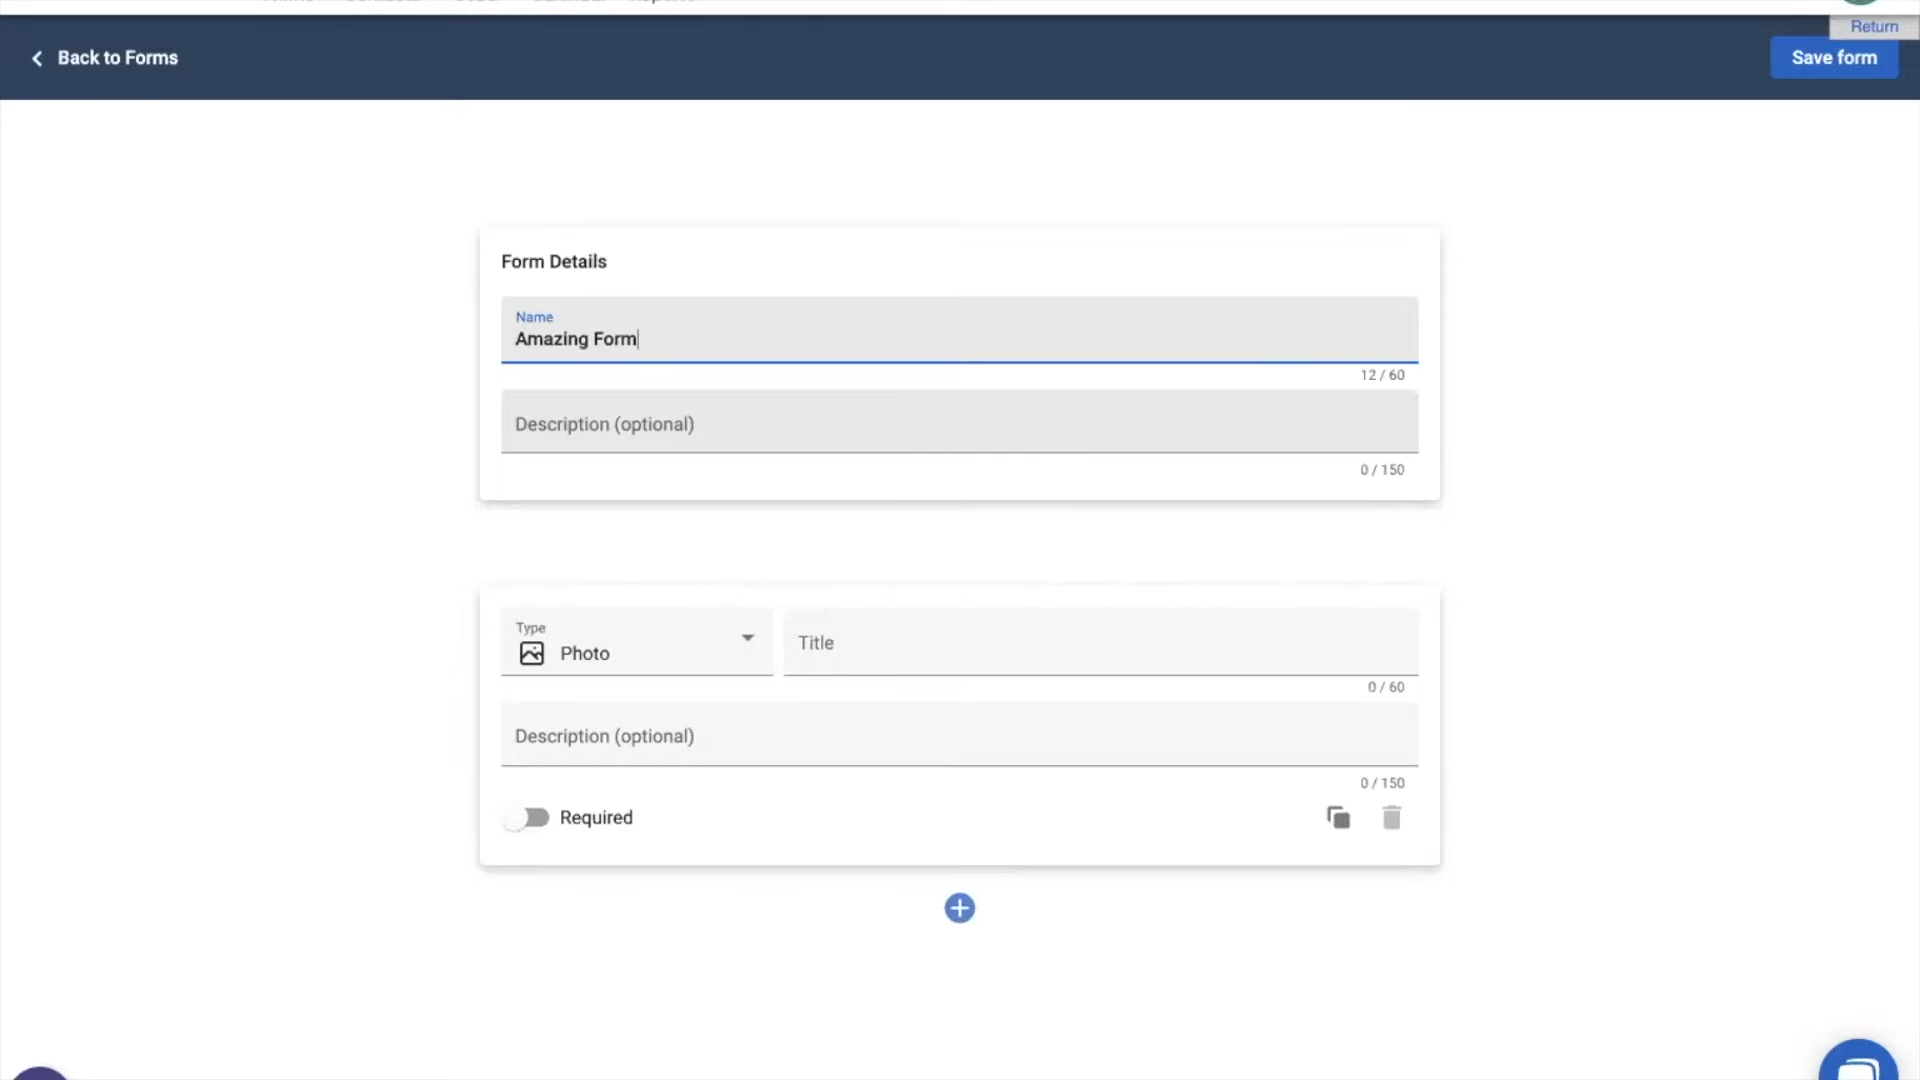 Return
Back to Forms
Save form
Form Details
Name
Amazing Form
12 / 60
Description (optional)
0 / 150
Type
Photo
Title
0 / 60
Description (optional)
0 / 150
Required